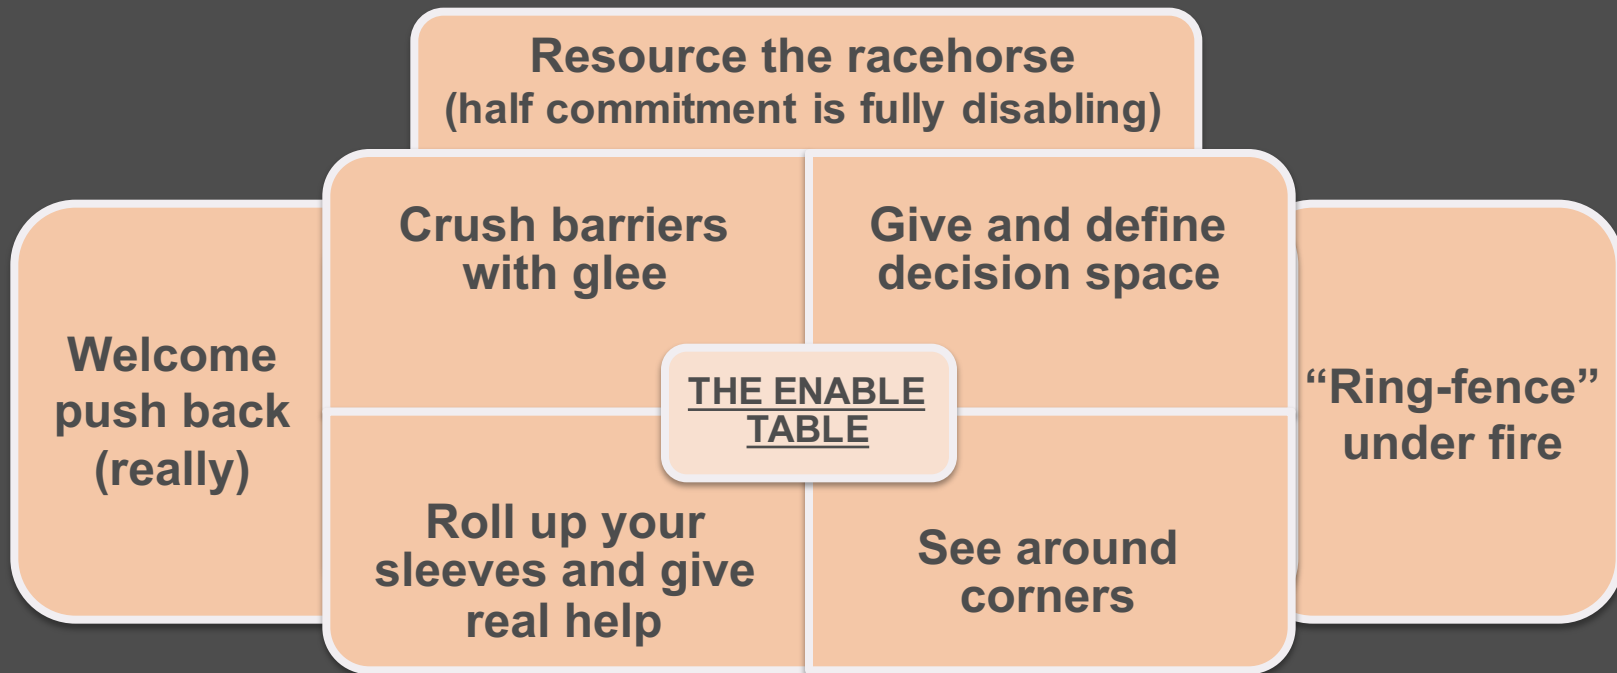 Resource the racehorse
(half commitment is fully disabling)
Crush barriers
with glee
Give and define
decision space
Welcome
push back
(really)
THE ENABLE
TABLE
“Ring-fence”
under fire
Roll up your
sleeves and give
real help
See around
corners